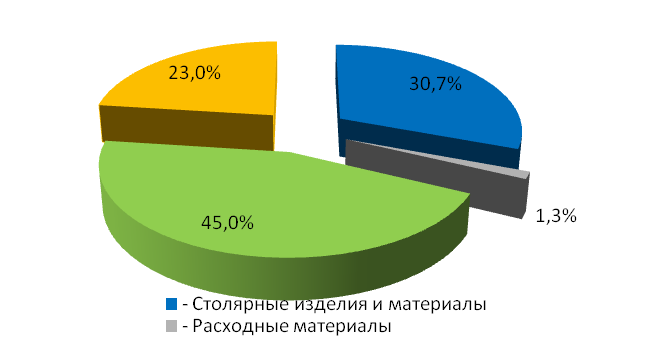 23,0%
30,7%
1,3%
45,0%
- Столярные изделия и материалы
- Расходные материалы